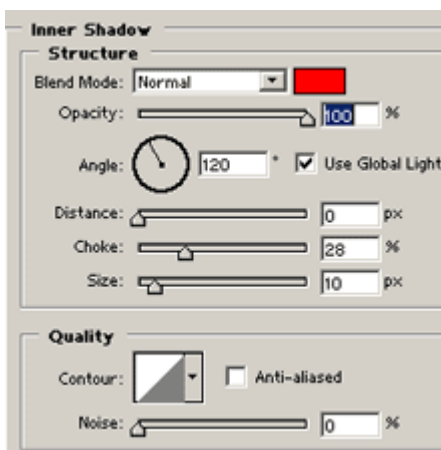 Inner Shadow
Structure
Blend Mode: Normal
Opacity: 100 %
Angle: 120 ° Use Global Light
Distance: 0 px
Choke: 28 %
Size: 10 px
Quality
Contour: Anti-aliased
Noise: 0 %